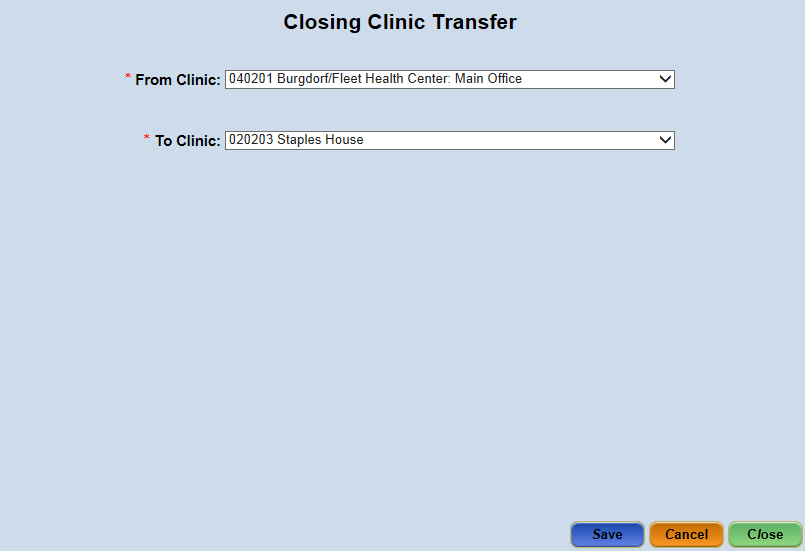 Closing Clinic Transfer
* From Clinic: 040201 Burgdorf/Fleet Health Center: Main Office
* To Clinic: 020203 Staples House
Save Cancel Close